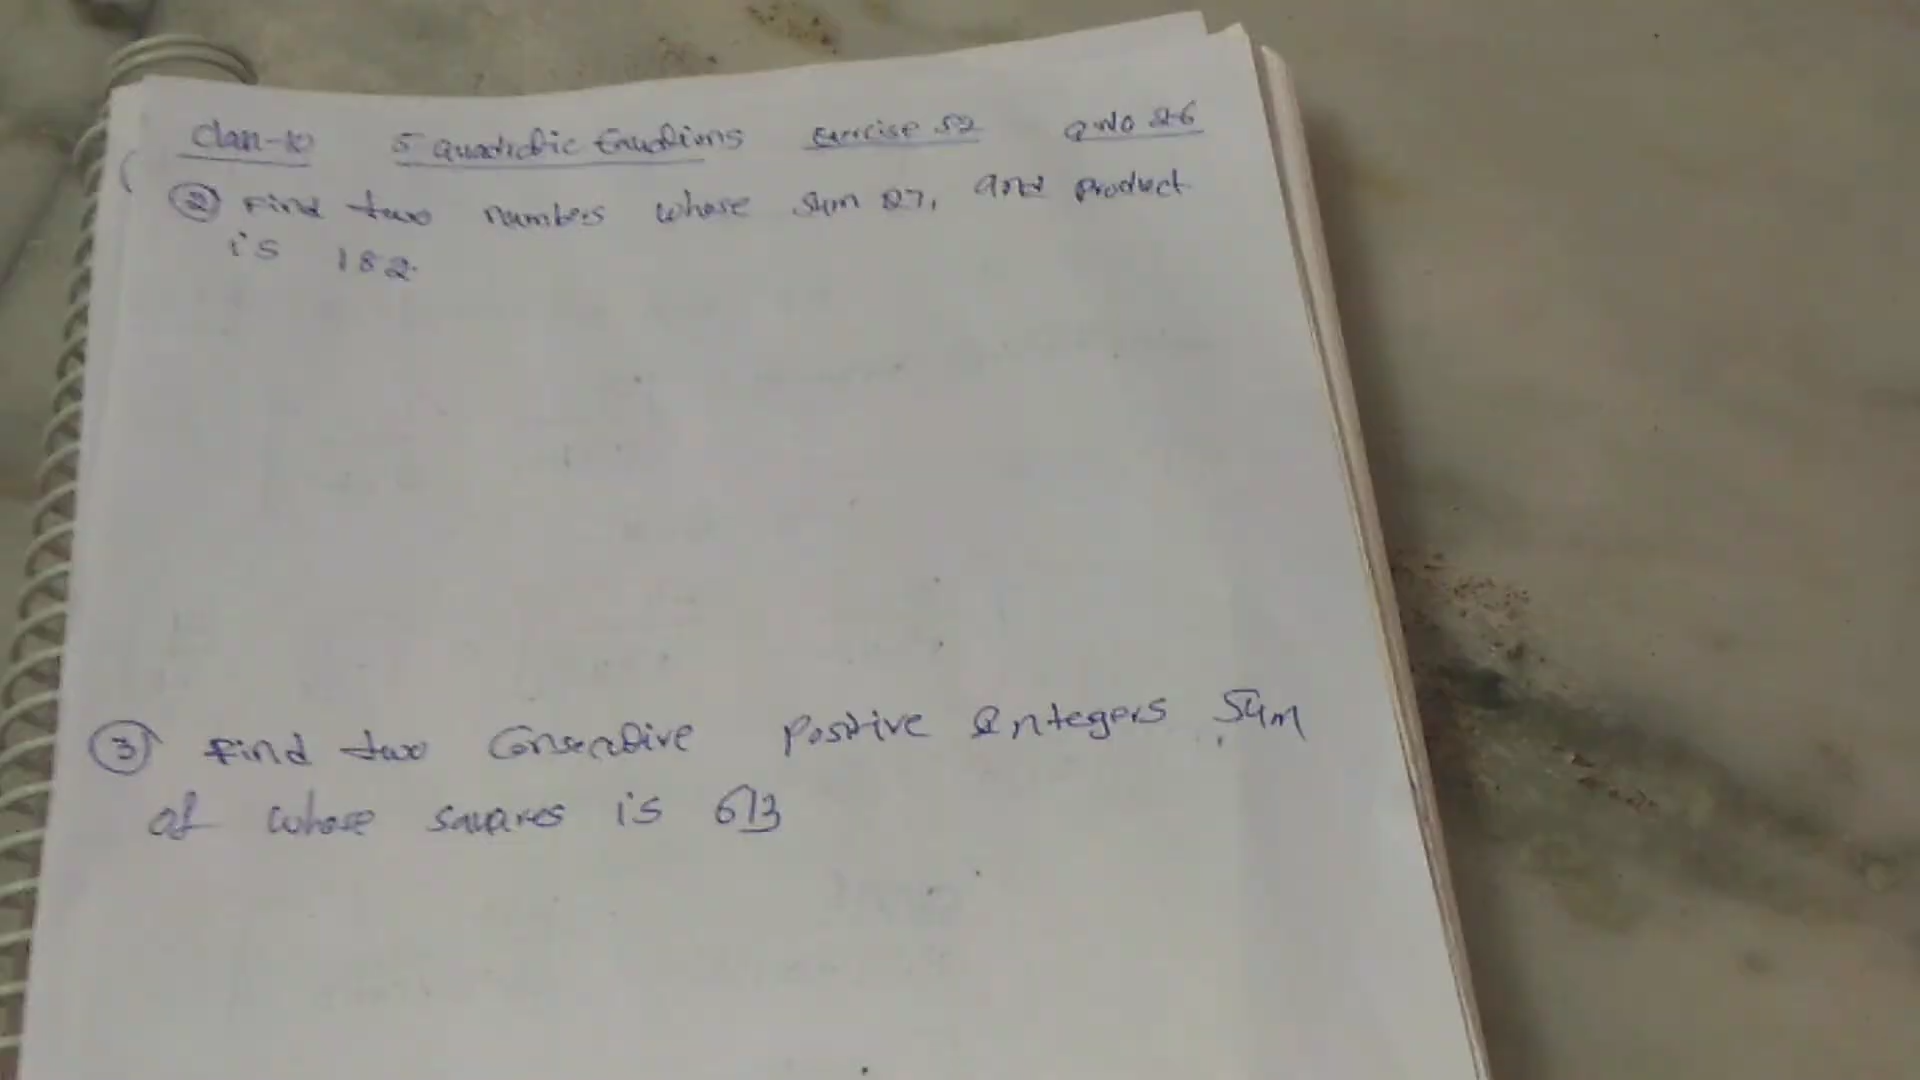 Class-10 5 Quadratic Equations Exercise 5.2 Q No 2-6
② Find two numbers whose sum 27, and product
is 182.
③ Find two Consecutive Positive Integers, Sum
of whose squares is 613